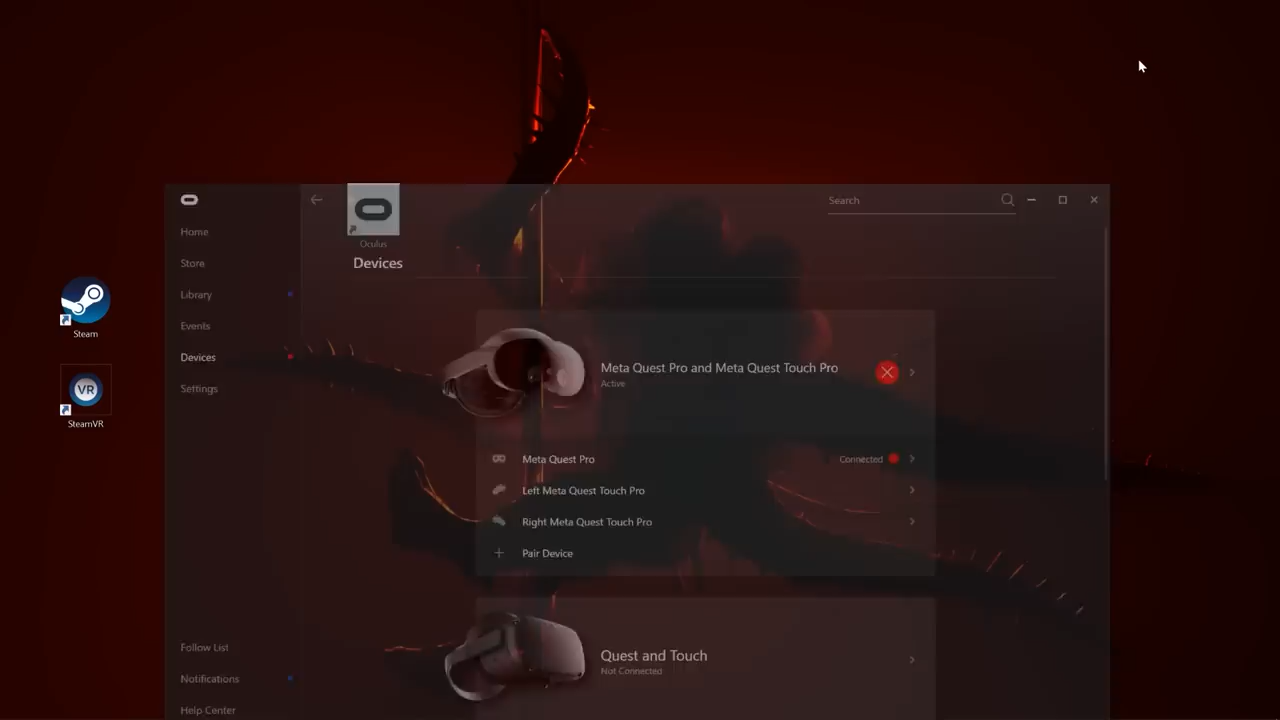 Search
Home
Store
Library
Events
Devices
Settings
Follow List
Notifications
Help Center
Oculus
Devices
Meta Quest Pro and Meta Quest Touch Pro
Active
Meta Quest Pro
Connected
Left Meta Quest Touch Pro
Right Meta Quest Touch Pro
Pair Device
Quest and Touch
Not Connected
Steam
VR
SteamVR